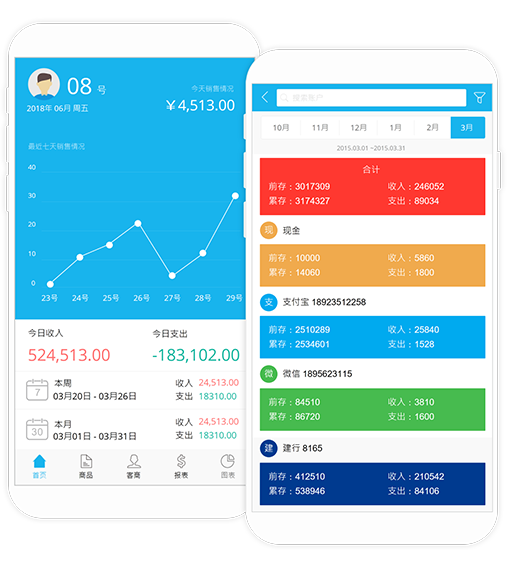 08 号
2018年 06月 周五
今天销售情况
￥4,513.00
最近七天销售情况
40
30
20
10
0
23号 24号 25号 26号 27号 28号 29号
今日收入 今日支出
524,513.00 -183,102.00
7
本周 收入 24,513.00
03月20日 - 03月26日 支出 18310.00
30
本月 收入 24,513.00
03月01日 - 03月31日 支出 18310.00
首页 商品 客商 报表 图表
搜索账户
10月 11月 12月 1月 2月 3月
2015.03.01 ~2015.03.31
合计
前存：3017309 收入：246052
累存：3174327 支出：89034
现 现金
前存：10000 收入：5860
累存：14060 支出：1800
支 支付宝 18923512258
前存：2510289 收入：25840
累存：2534601 支出：1528
微 微信 1895623115
前存：84510 收入：3810
累存：86720 支出：1600
建 建行 8165
前存：412510 收入：210542
累存：538946 支出：84106